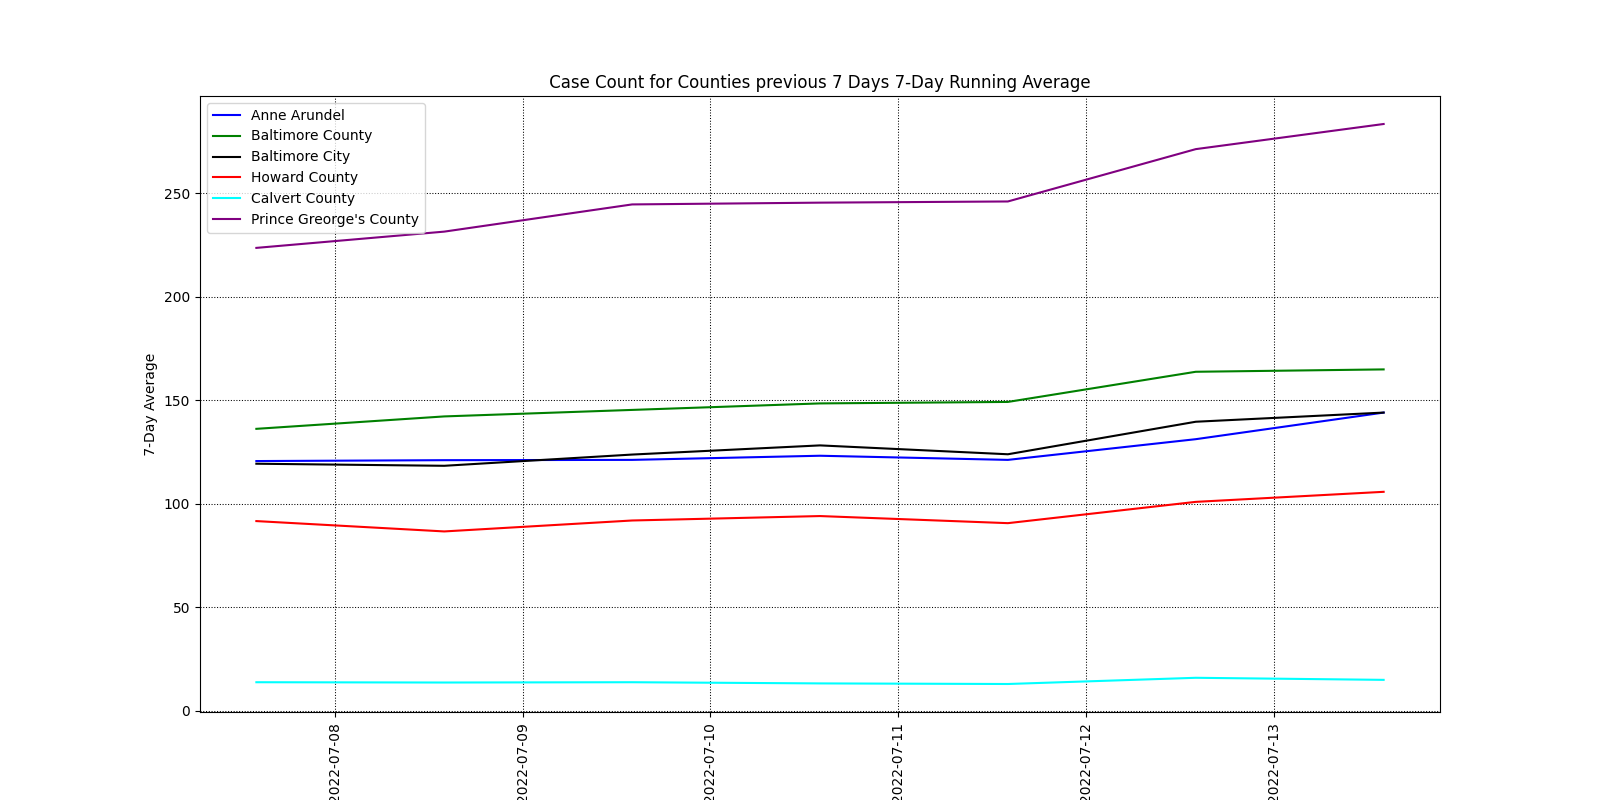 Case Count for Counties previous 7 Days 7-Day Running Average
Anne Arundel
Baltimore County
Baltimore City
Howard County
Calvert County
Prince Greorge's County
7-Day Average
250
200
150
100
50
0
2022-07-08
2022-07-09
2022-07-10
2022-07-11
2022-07-12
2022-07-13